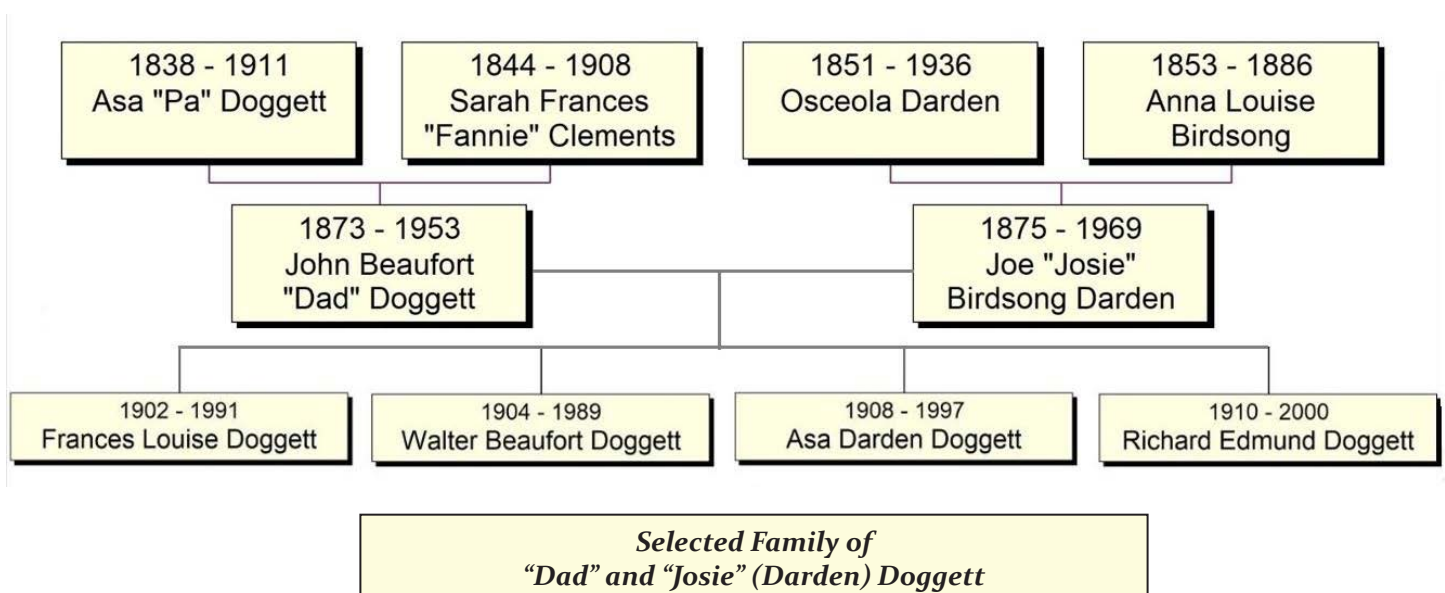 1838 - 1911
Asa "Pa" Doggett
1844 - 1908
Sarah Frances
"Fannie" Clements
1851 - 1936
Osceola Darden
1853 - 1886
Anna Louise
Birdsong
1873 - 1953
John Beaufort
"Dad" Doggett
1875 - 1969
Joe "Josie"
Birdsong Darden
1902 - 1991
Frances Louise Doggett
1904 - 1989
Walter Beaufort Doggett
1908 - 1997
Asa Darden Doggett
1910 - 2000
Richard Edmund Doggett
Selected Family of
“Dad” and “Josie” (Darden) Doggett